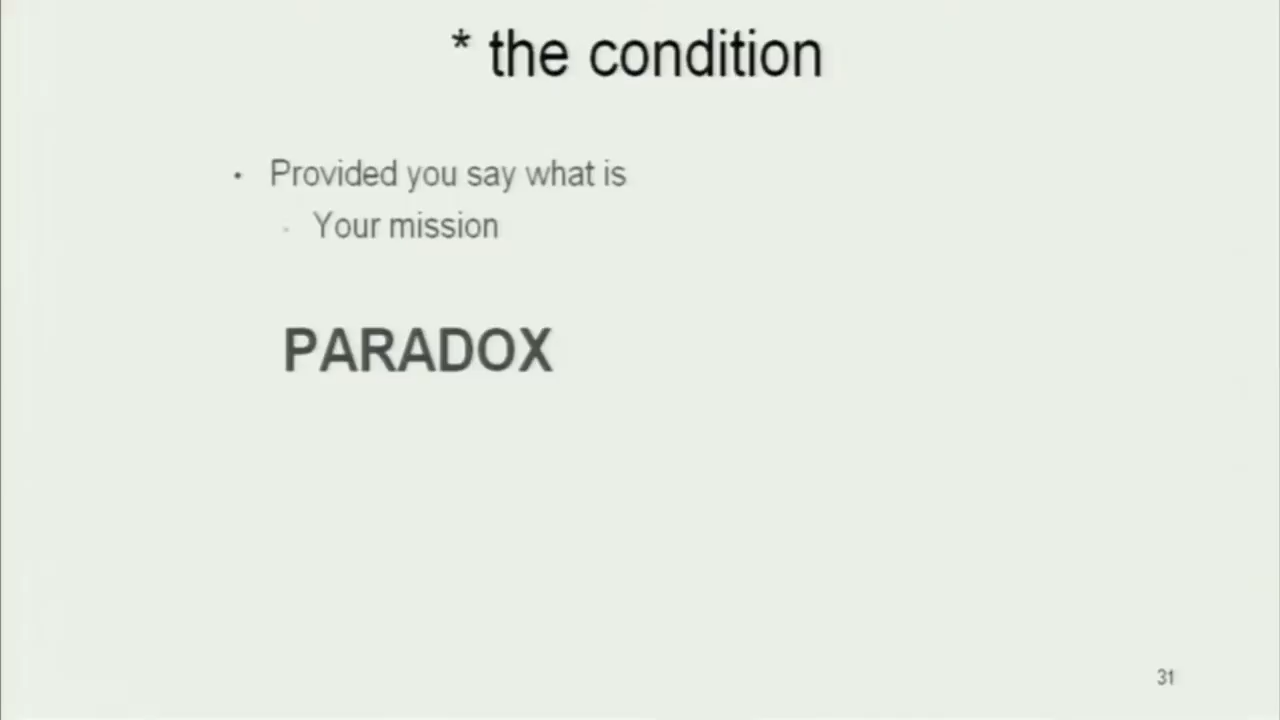 * the condition
• Provided you say what is
- Your mission
PARADOX
31